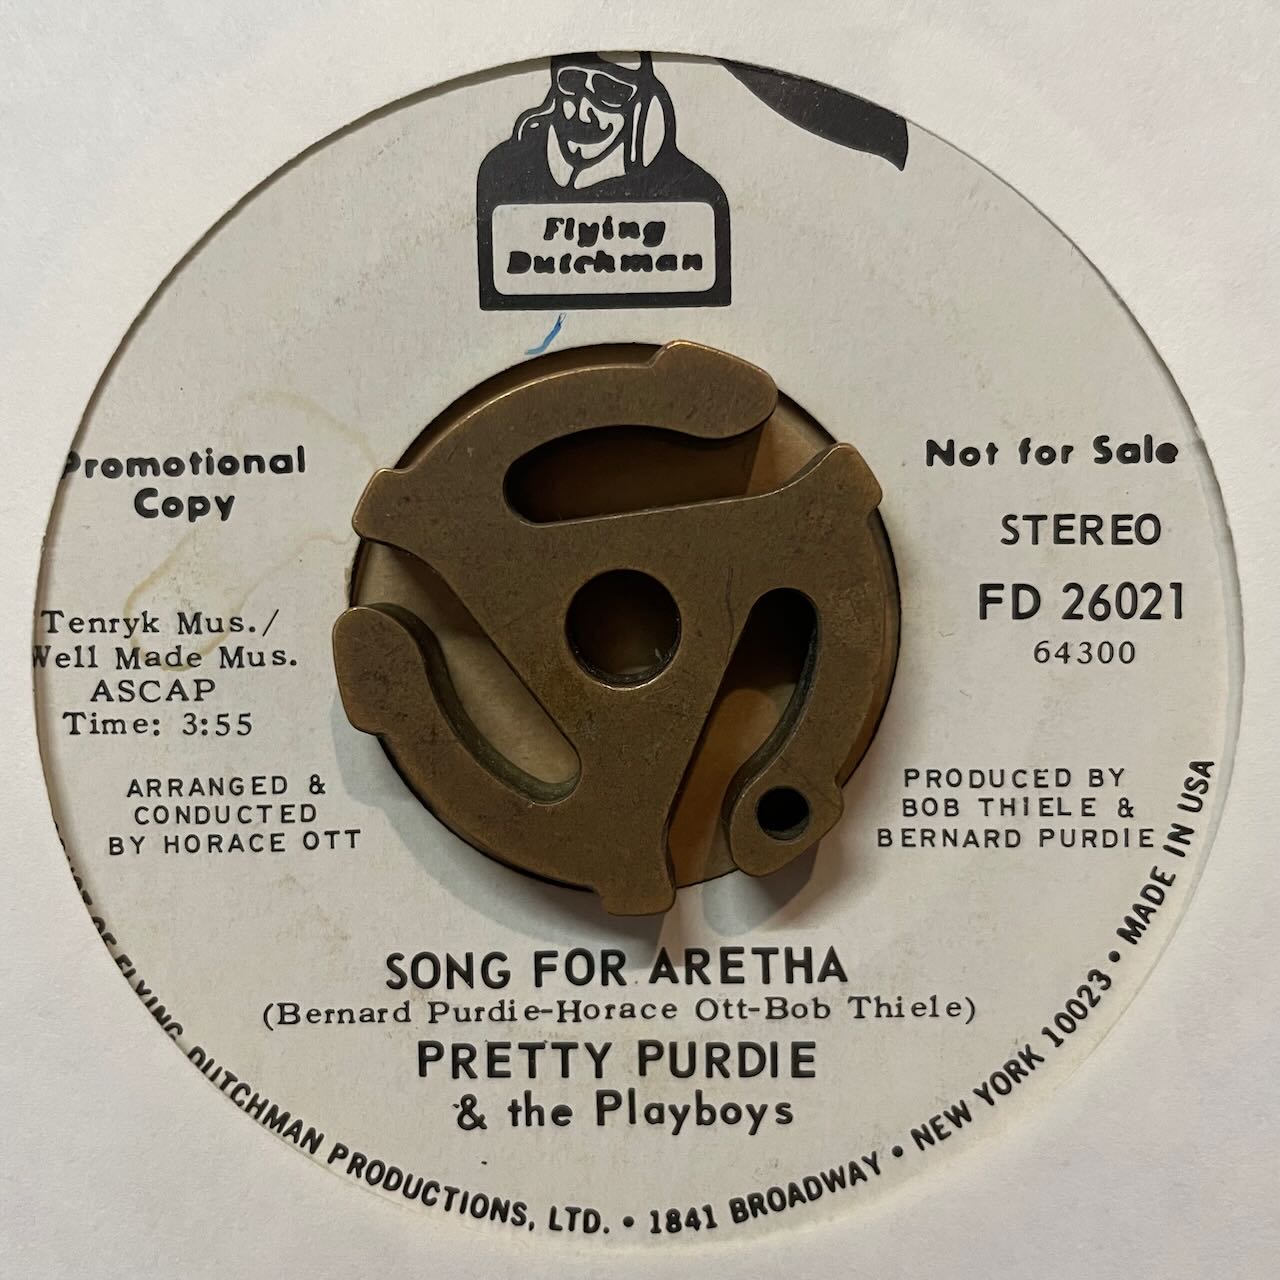 Flying
Dutchman
Promotional
Copy
Not for Sale
STEREO
FD 26021
64300
Tenryk Mus./
Well Made Mus.
ASCAP
Time: 3:55
ARRANGED &
CONDUCTED
BY HORACE OTT
PRODUCED BY
BOB THIELE &
BERNARD PURDIE
SONG FOR ARETHA
(Bernard Purdie-Horace Ott-Bob Thiele)
PRETTY PURDIE
& the Playboys
OF FLYING DUTCHMAN PRODUCTIONS, LTD. • 1841 BROADWAY • NEW YORK 10023 • MADE IN USA